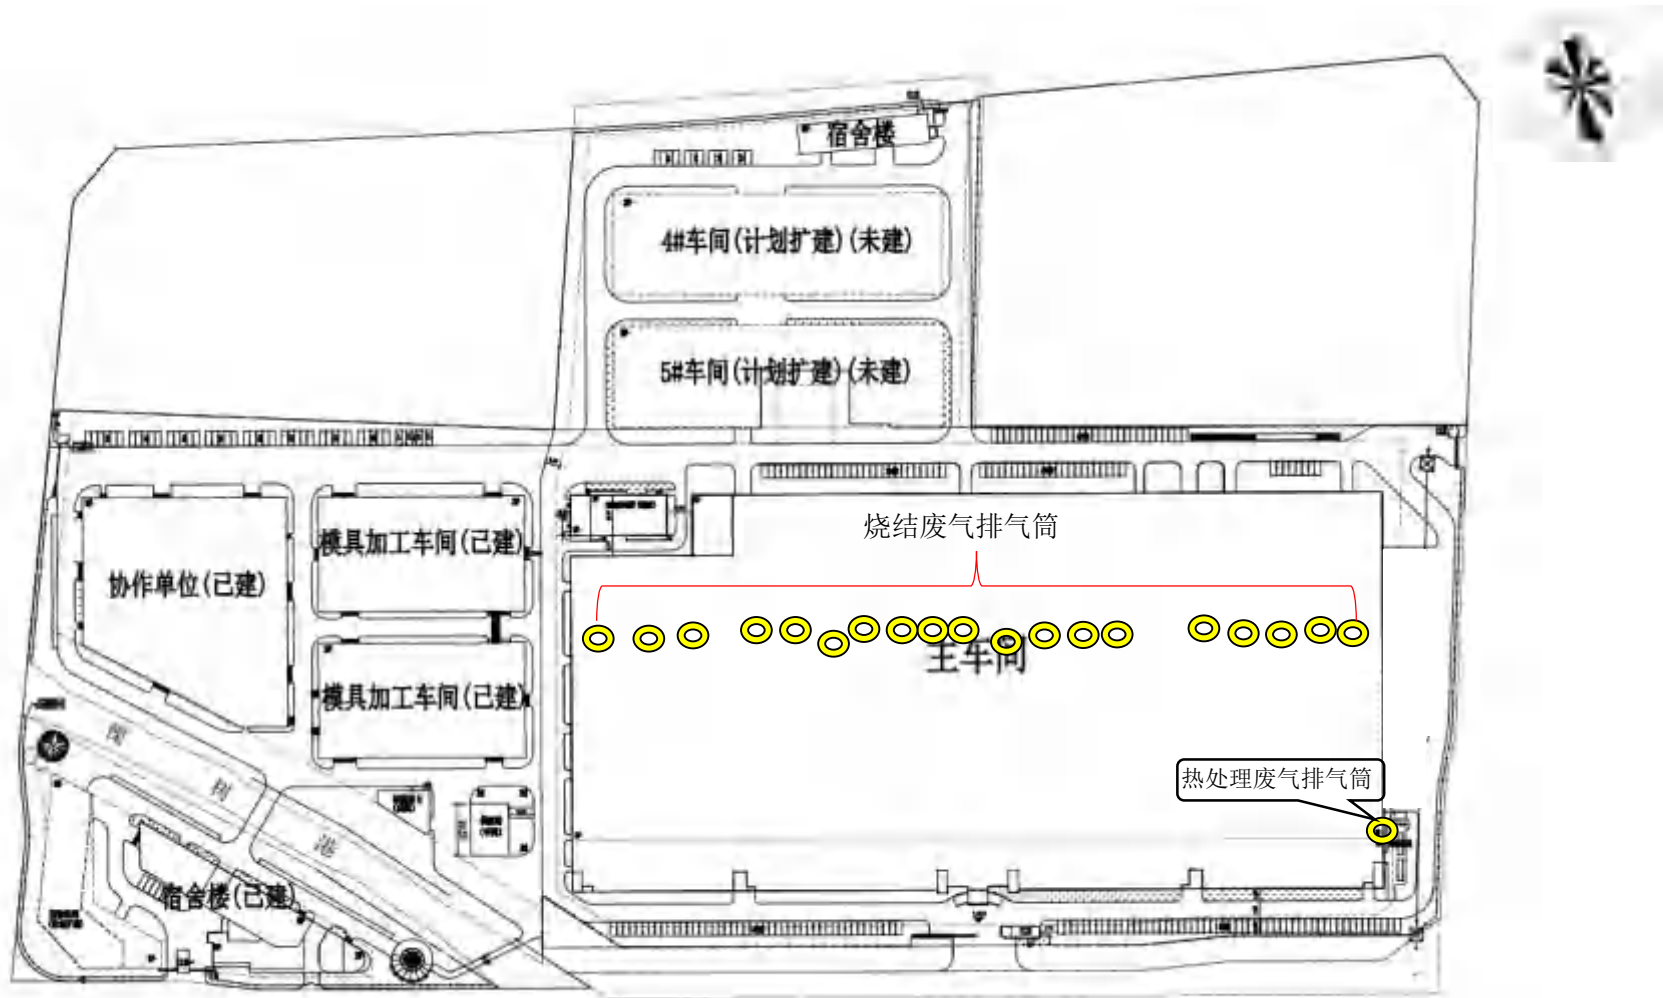 宿舍楼
4#车间(计划扩建)(未建)
5#车间(计划扩建)(未建)
烧结废气排气筒
模具加工车间(已建)
协作单位(已建)
主车间
模具加工车间(已建)
热处理废气排气筒
利
港
宿舍楼(已建)